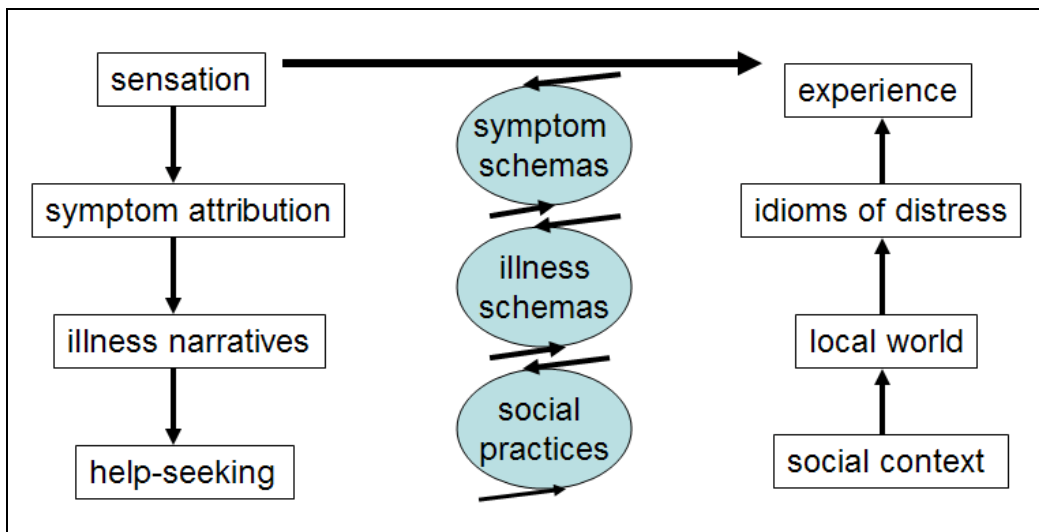 sensation
symptom attribution
illness narratives
help-seeking
symptom
schemas
illness
schemas
social
practices
experience
idioms of distress
local world
social context